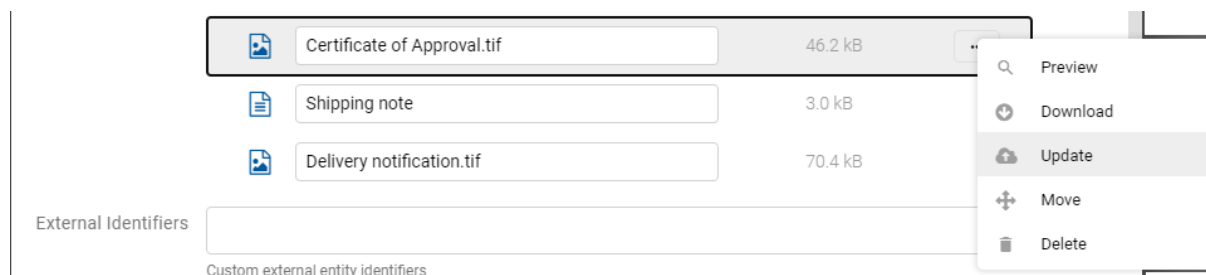 Certificate of Approval.tif 46.2 kB
Preview
Shipping note 3.0 kB
Download
Delivery notification.tif 70.4 kB
Update
Move
External Identifiers
Delete
Custom external entity identifiers